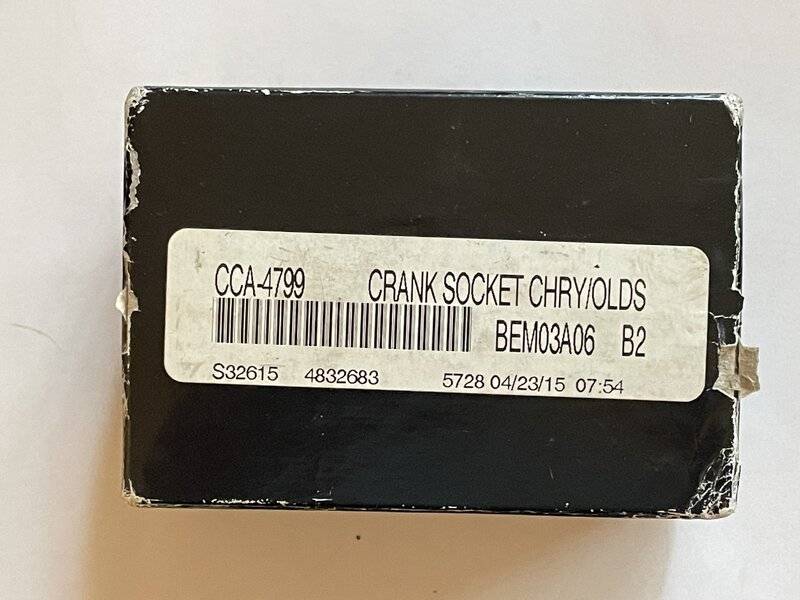 CCA-4799 CRANK SOCKET CHRY/OLDS
BEM03A06 B2
S32615 4832683 5728 04/23/15 07:54